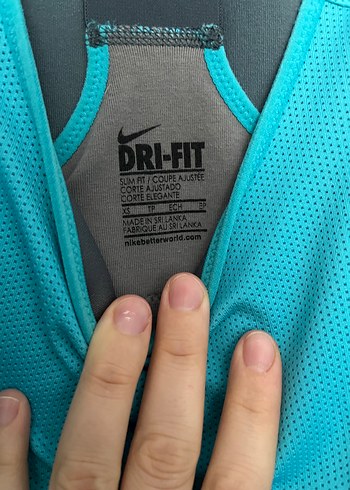 DRI-FIT
SLIM FIT / COUPE AJUSTÉE
CORTE AJUSTADO
CORTE ELEGANTE
XS TP ECH EP
MADE IN SRI LANKA
FABRIQUE AU SRI LANKA
nikebetterworld.com